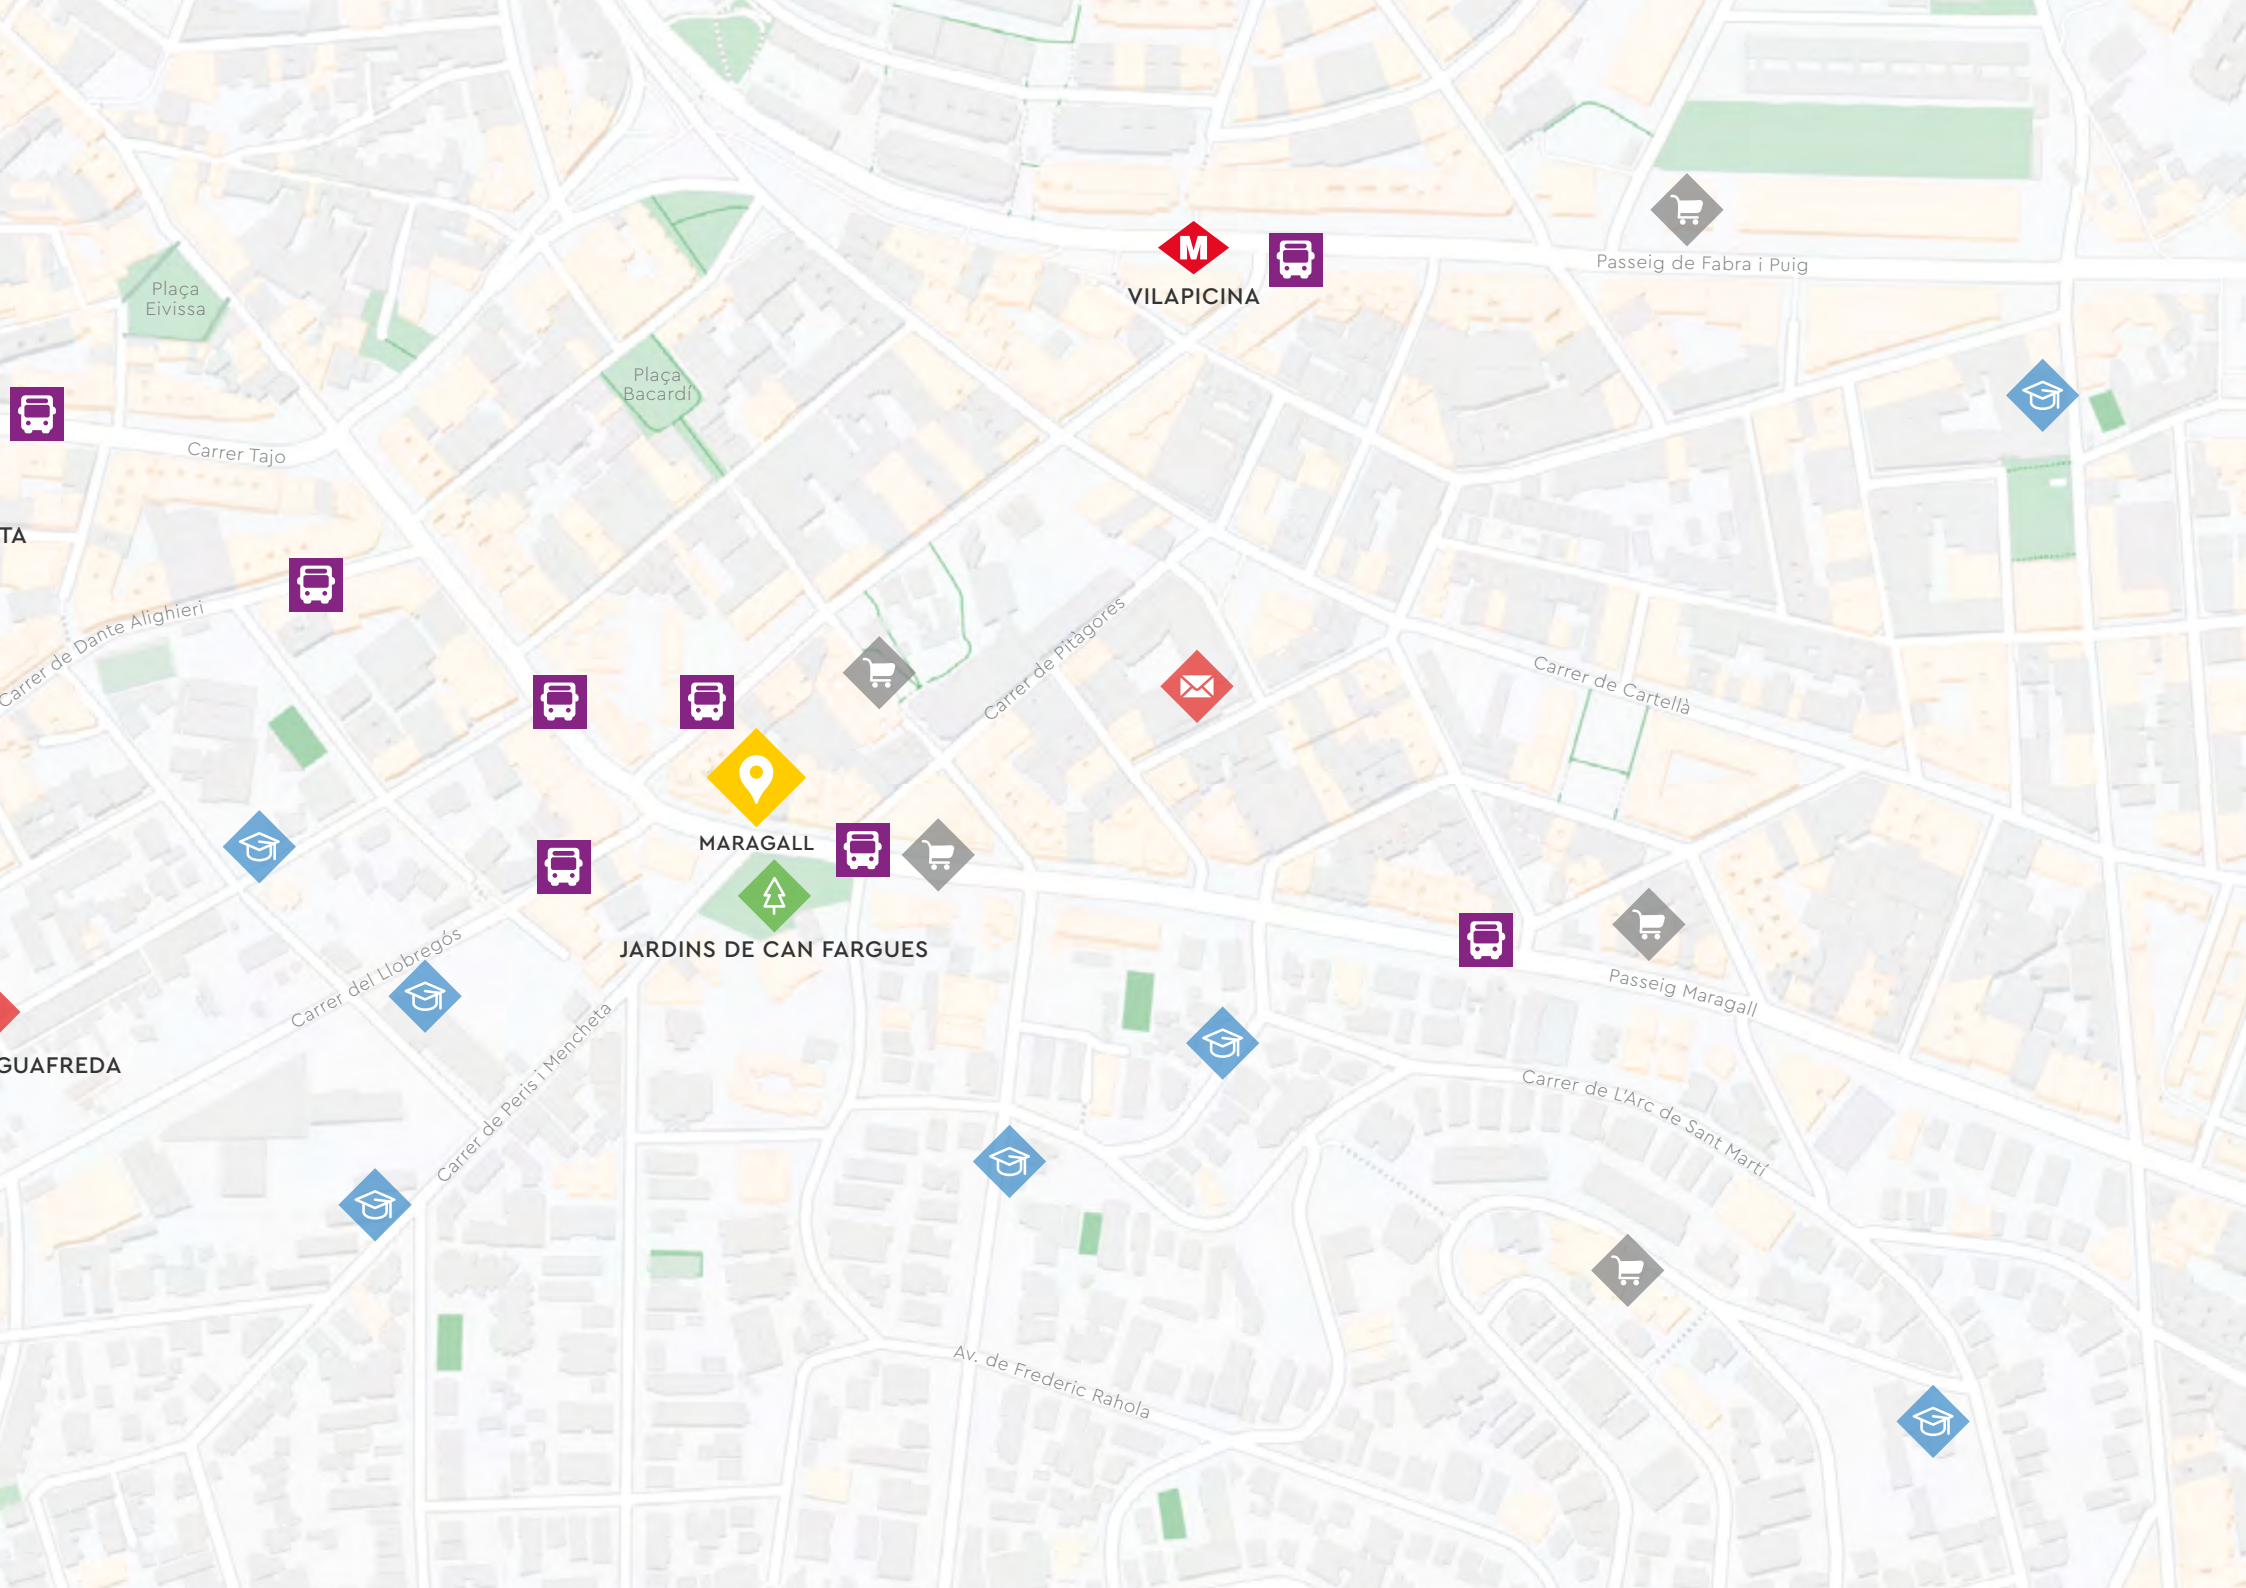 Passeig de Fabra i Puig
M
VILAPICINA
Plaça
Eivissa
Plaça
Bacardí
Carrer Tajo
TA
Carrer de Dante Alighieri
Carrer de Pitàgores
Carrer de Cartellà
MARAGALL
JARDINS DE CAN FARGUES
Carrer del Llobregós
Passeig Maragall
GUAFREDA
Carrer de Peris i Mencheta
Carrer de L'Arc de Sant Martí
Av. de Frederic Rahola